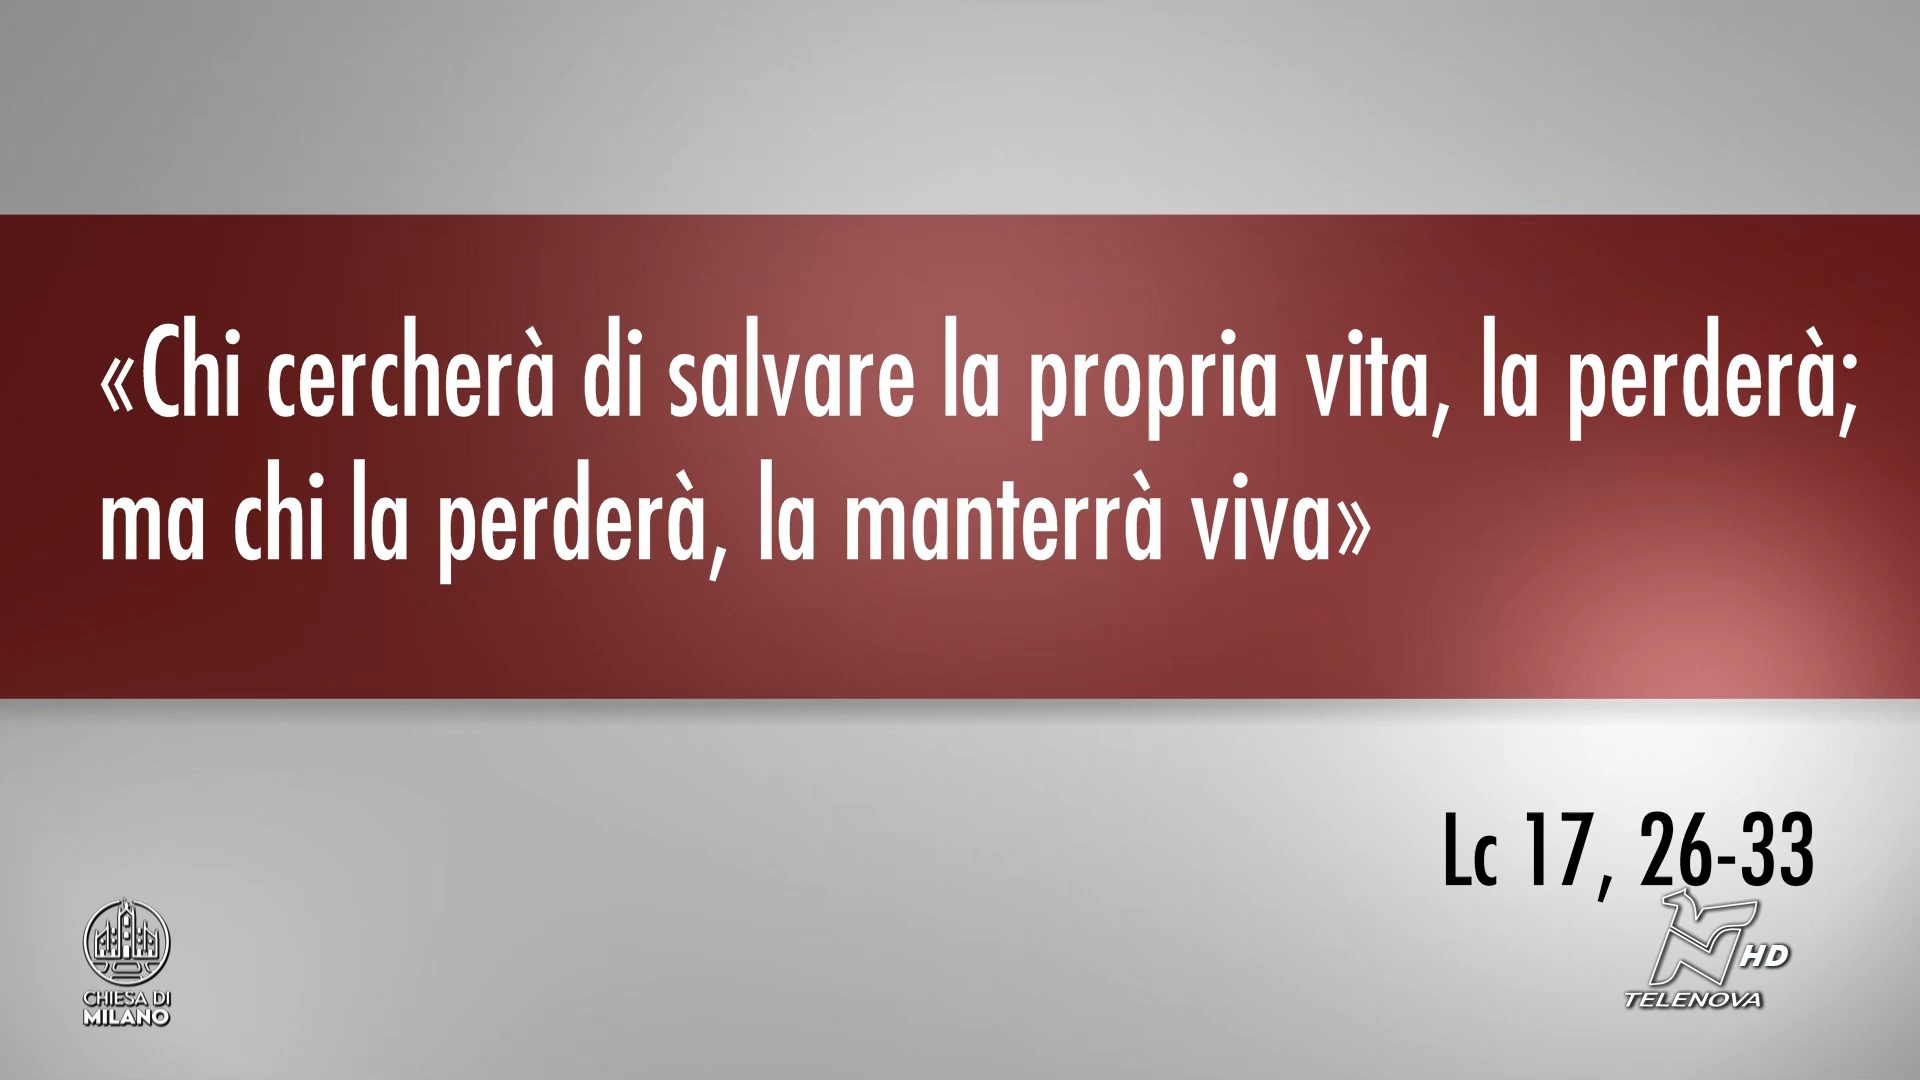 «Chi cercherà di salvare la propria vita, la perderà;
ma chi la perderà, la manterrà viva»
Lc 17, 26-33
CHIESA DI
MILANO
HD
TELENOVA